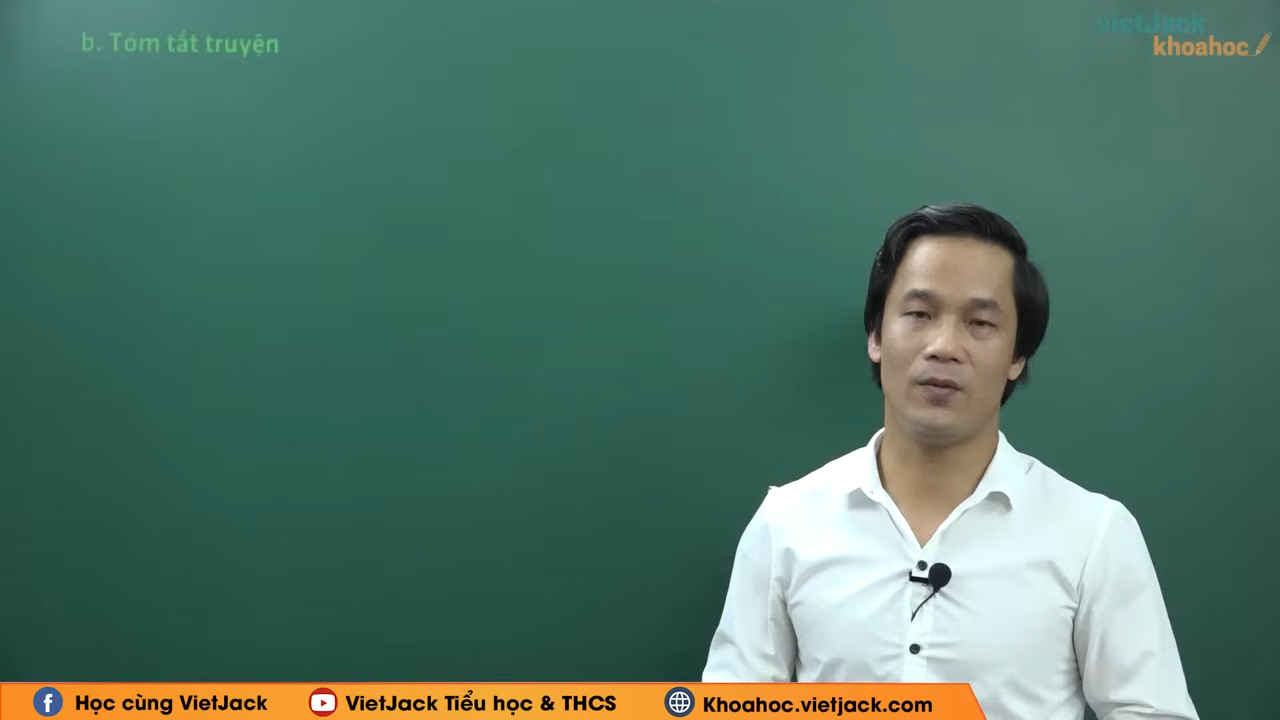 b. Tóm tắt truyện
vietjack
khoahoc
Học cùng VietJack
VietJack Tiểu học & THCS
Khoahoc.vietjack.com